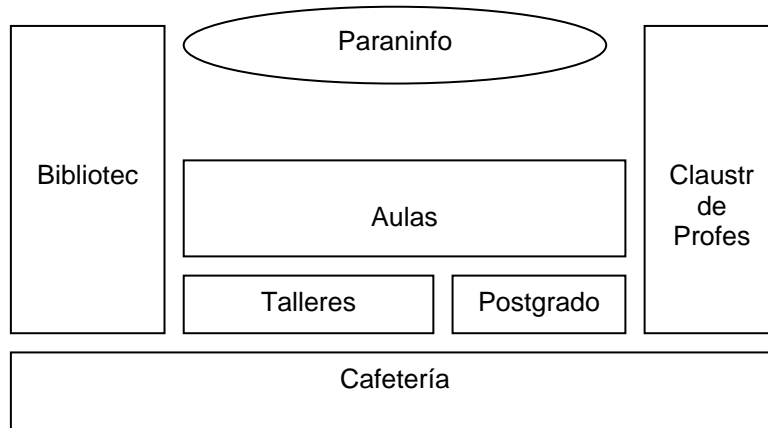 Paraninfo
Bibliotec
Claustr
de
Profes
Aulas
Talleres
Postgrado
Cafetería